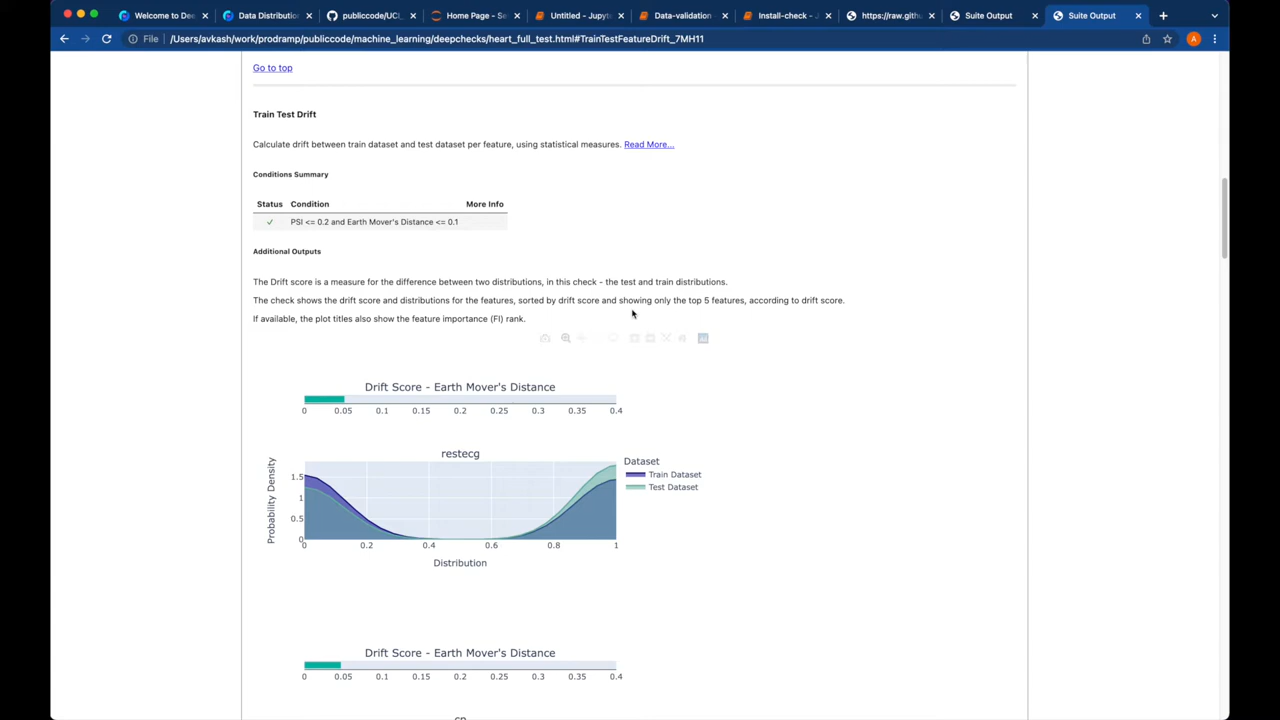 Welcome to Dee
Data Distributio
publiccode/UCI_
Home Page - Se
Untitled - Jupyte
Data-validation
Install-check - J
https://raw.githu
Suite Output
Suite Output
File
/Users/avkash/work/prodramp/publiccode/machine_learning/deepchecks/heart_full_test.html#TrainTestFeatureDrift_7MH11
A
Go to top
Train Test Drift
Calculate drift between train dataset and test dataset per feature, using statistical measures. Read More...
Conditions Summary
Status Condition More Info
✓ PSI <= 0.2 and Earth Mover's Distance <= 0.1
Additional Outputs
The Drift score is a measure for the difference between two distributions, in this check - the test and train distributions.
The check shows the drift score and distributions for the features, sorted by drift score and showing only the top 5 features, according to drift score.
If available, the plot titles also show the feature importance (FI) rank.
Drift Score - Earth Mover's Distance
0 0.05 0.1 0.15 0.2 0.25 0.3 0.35 0.4
restecg
Probability Density
1.5
1
0.5
0
0 0.2 0.4 0.6 0.8 1
Distribution
Dataset
Train Dataset
Test Dataset
Drift Score - Earth Mover's Distance
0 0.05 0.1 0.15 0.2 0.25 0.3 0.35 0.4